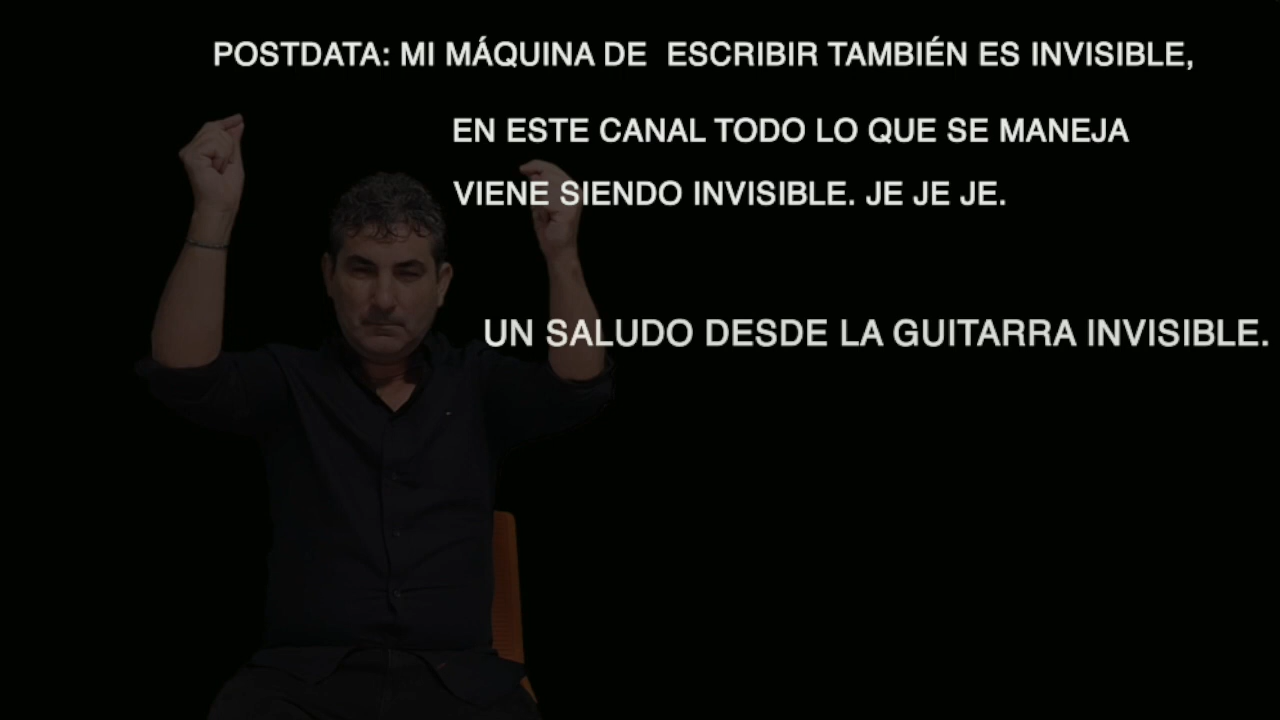 POSTDATA: MI MÁQUINA DE  ESCRIBIR TAMBIÉN ES INVISIBLE,
EN ESTE CANAL TODO LO QUE SE MANEJA
VIENE SIENDO INVISIBLE. JE JE JE.
UN SALUDO DESDE LA GUITARRA INVISIBLE.